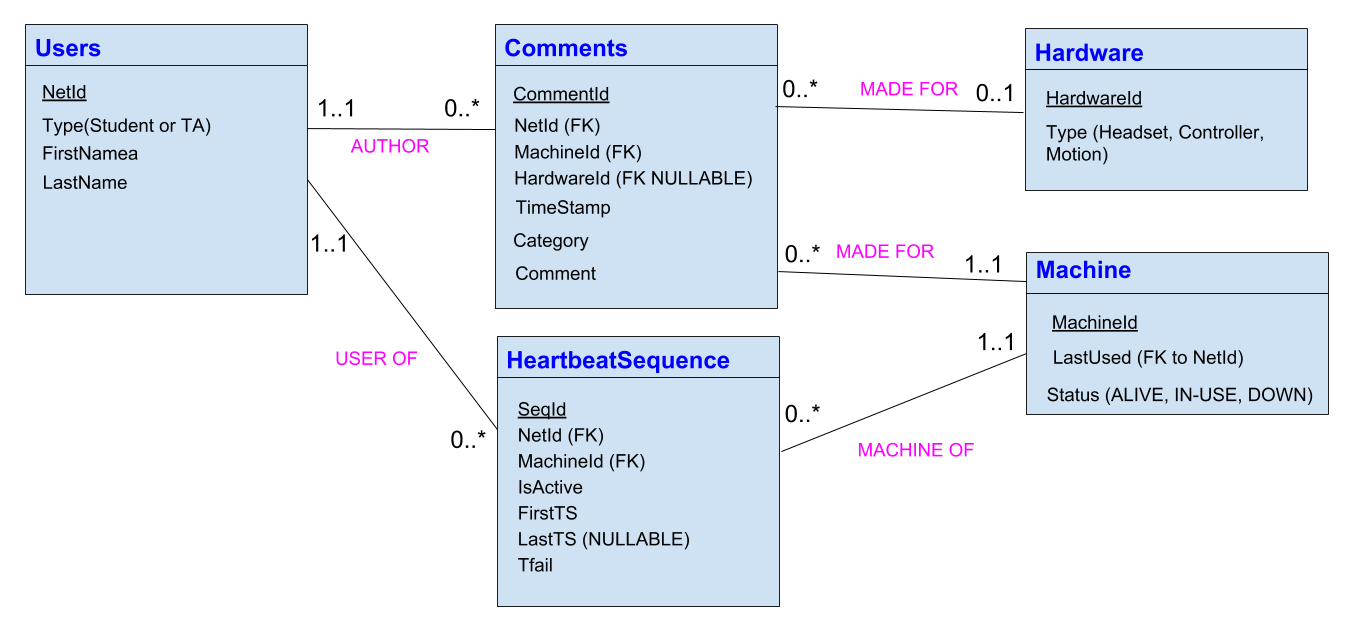 Users
NetId
Type(Student or TA)
FirstNamea
LastName
1..1
0..*
AUTHOR
Comments
CommentId
NetId (FK)
MachineId (FK)
HardwareId (FK NULLABLE)
TimeStamp
Category
Comment
0..*
MADE FOR
0..1
Hardware
HardwareId
Type (Headset, Controller,
Motion)
0..*
MADE FOR
1..1
Machine
MachineId
LastUsed (FK to NetId)
Status (ALIVE, IN-USE, DOWN)
1..1
USER OF
0..*
HeartbeatSequence
SeqId
NetId (FK)
MachineId (FK)
IsActive
FirstTS
LastTS (NULLABLE)
Tfail
1..1
0..*
MACHINE OF